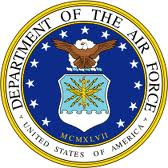 DEPARTMENT OF THE AIR FORCE
MCMXLVII
UNITED STATES OF AMERICA